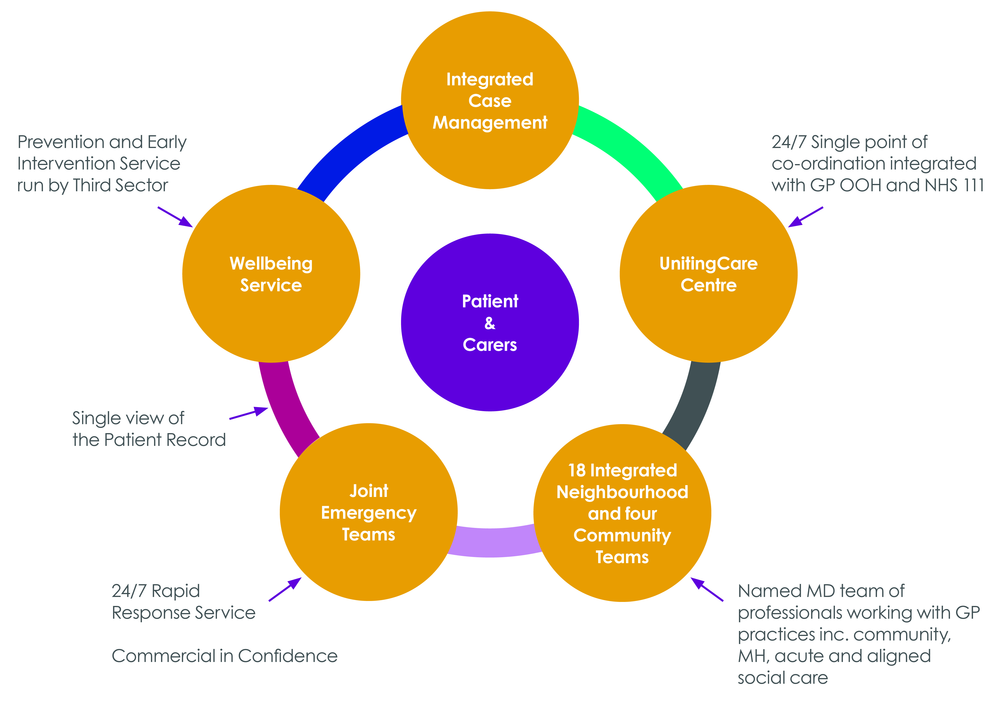 Integrated
Case
Management
Prevention and Early
Intervention Service
run by Third Sector
24/7 Single point of
co-ordination integrated
with GP OOH and NHS 111
Wellbeing
Service
UnitingCare
Centre
Patient
&
Carers
Single view of
the Patient Record
Joint
Emergency
Teams
18 Integrated
Neighbourhood
and four
Community
Teams
24/7 Rapid
Response Service
Commercial in Confidence
Named MD team of
professionals working with GP
practices inc. community,
MH, acute and aligned
social care